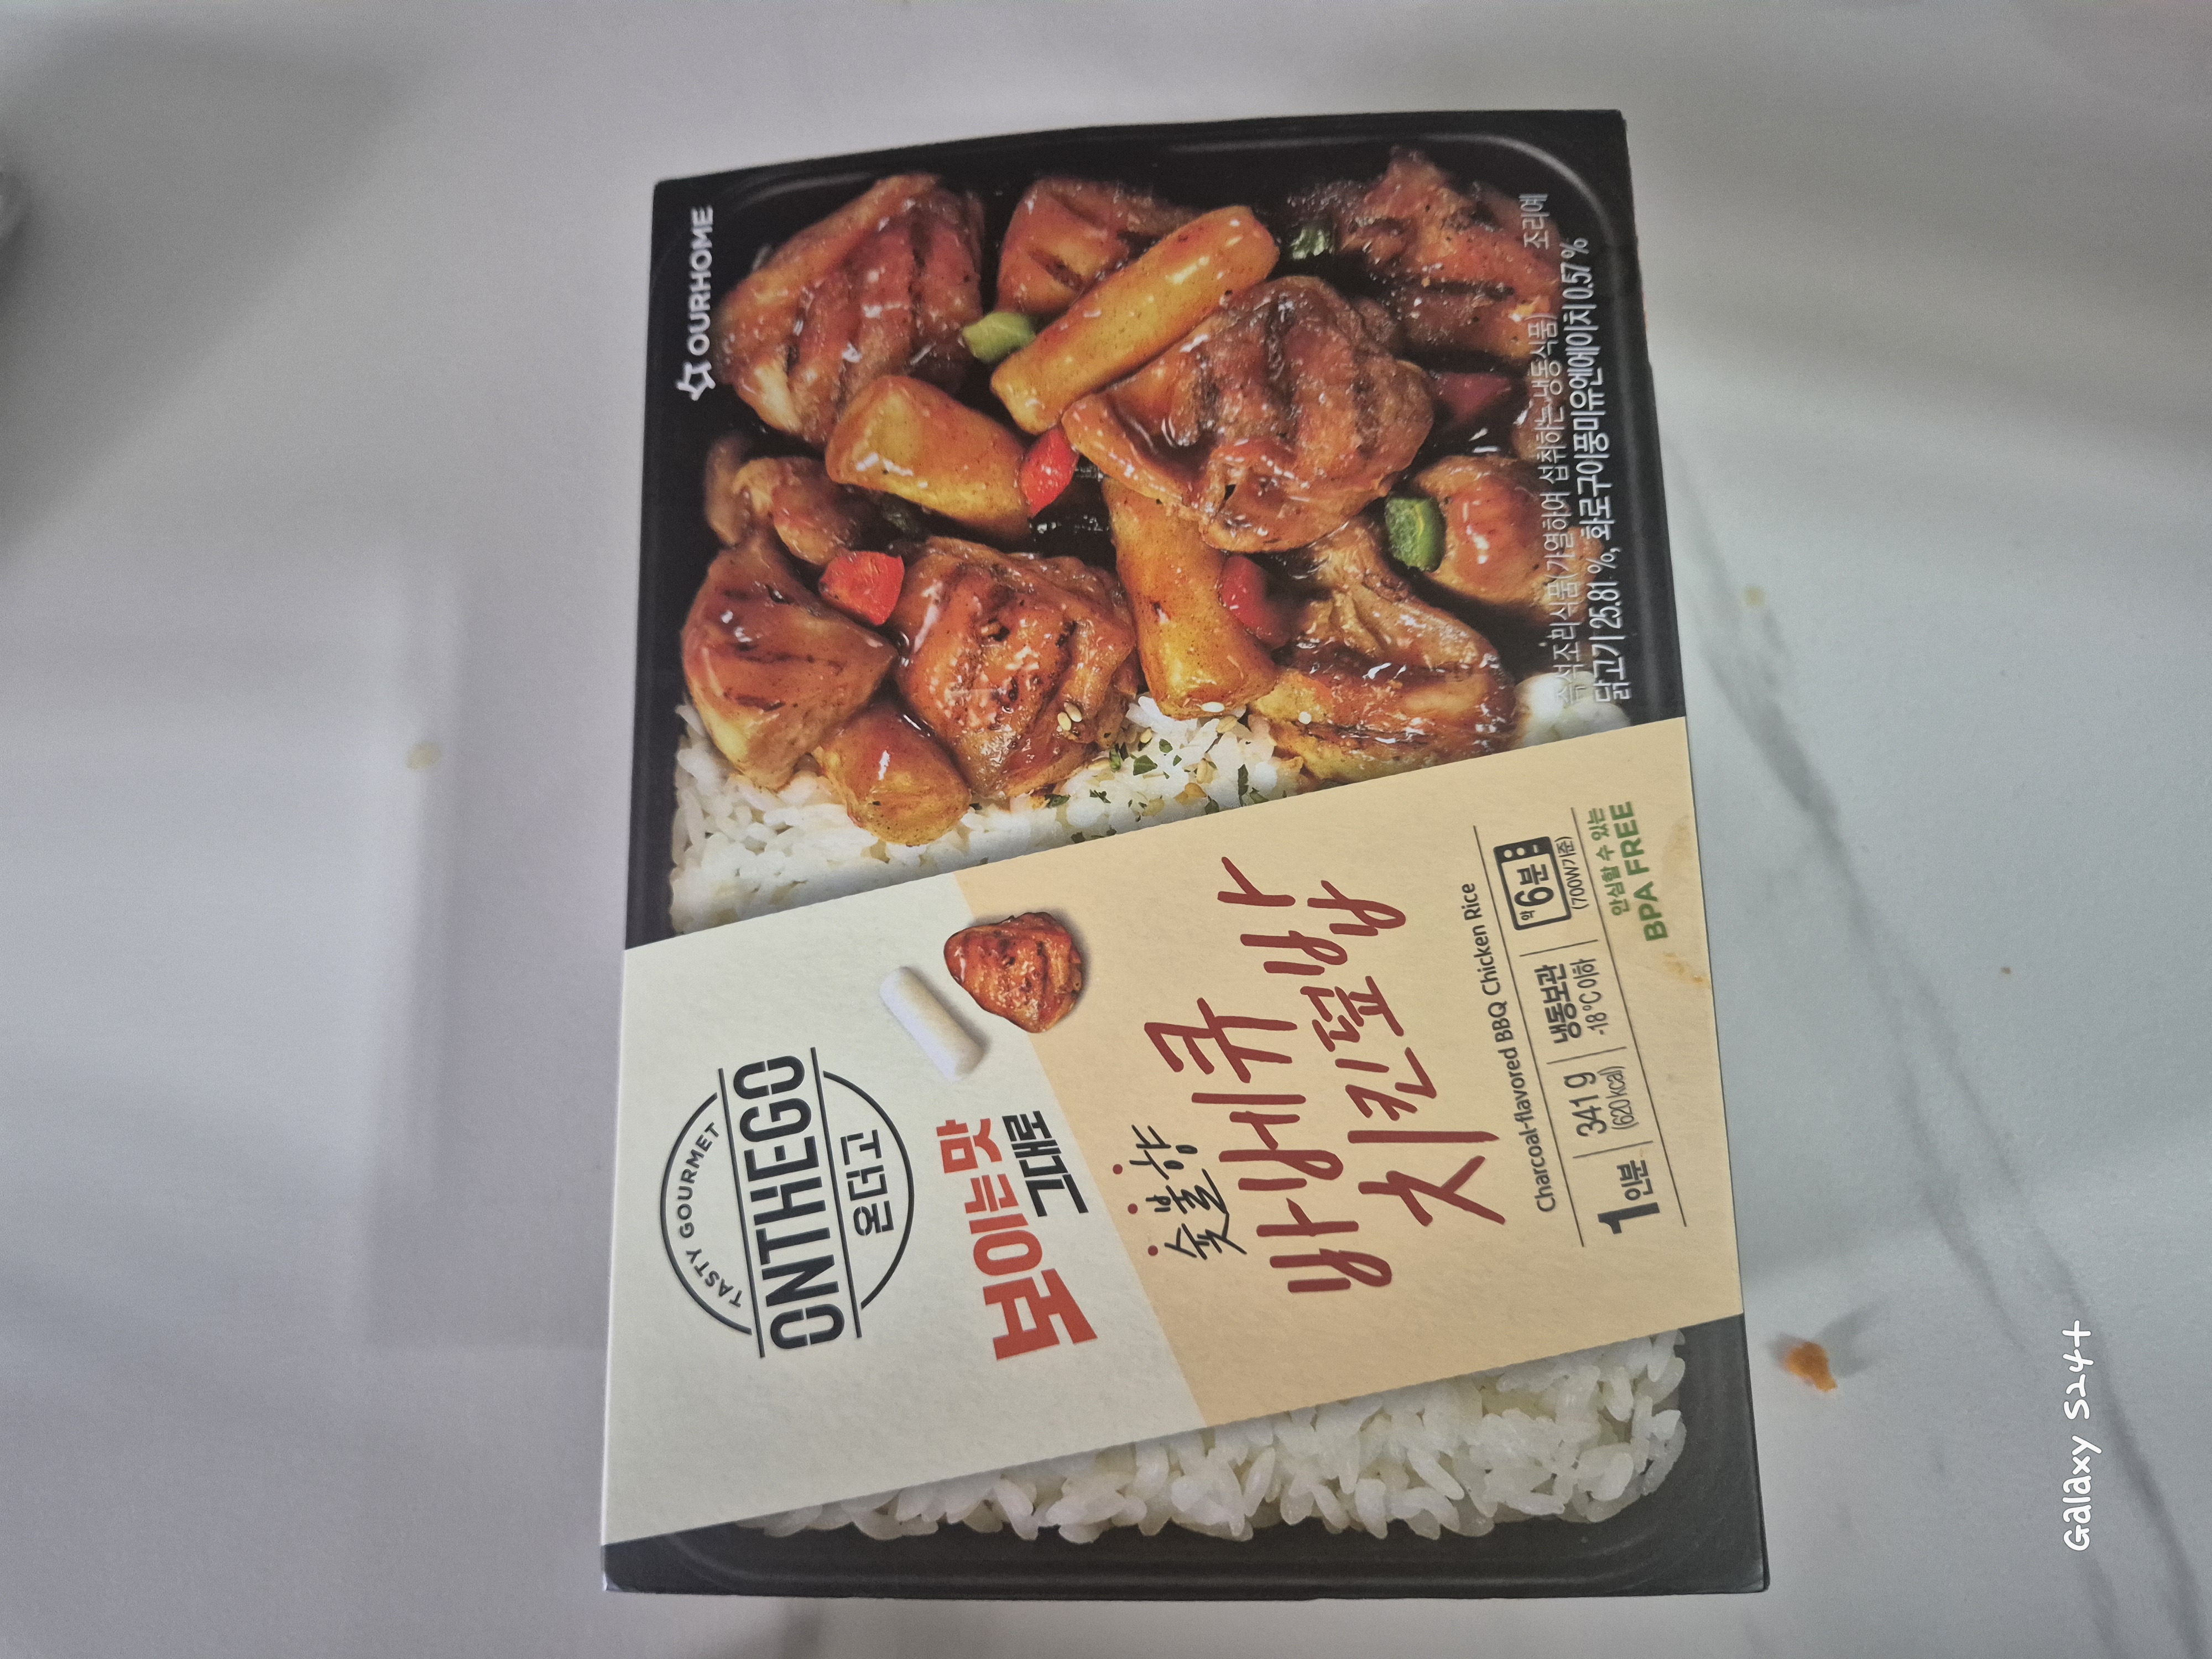 OURHOME
TASTY GOURMET
ONTHEGO
온더고
보이는 맛
그대로
숯불향
바베큐
치킨덮밥
Charcoal-flavored BBQ Chicken Rice
1인분
341 g
(620 kcal)
냉동보관
-18 ℃ 이하
약 6분
(700W기준)
안심할 수 있는
BPA FREE
즉석조리식품(가열하여 섭취하는 냉동식품)
조리예
닭고기 25.81 %, 화로구이풍미유엔에이치 0.57 %
Galaxy S24+